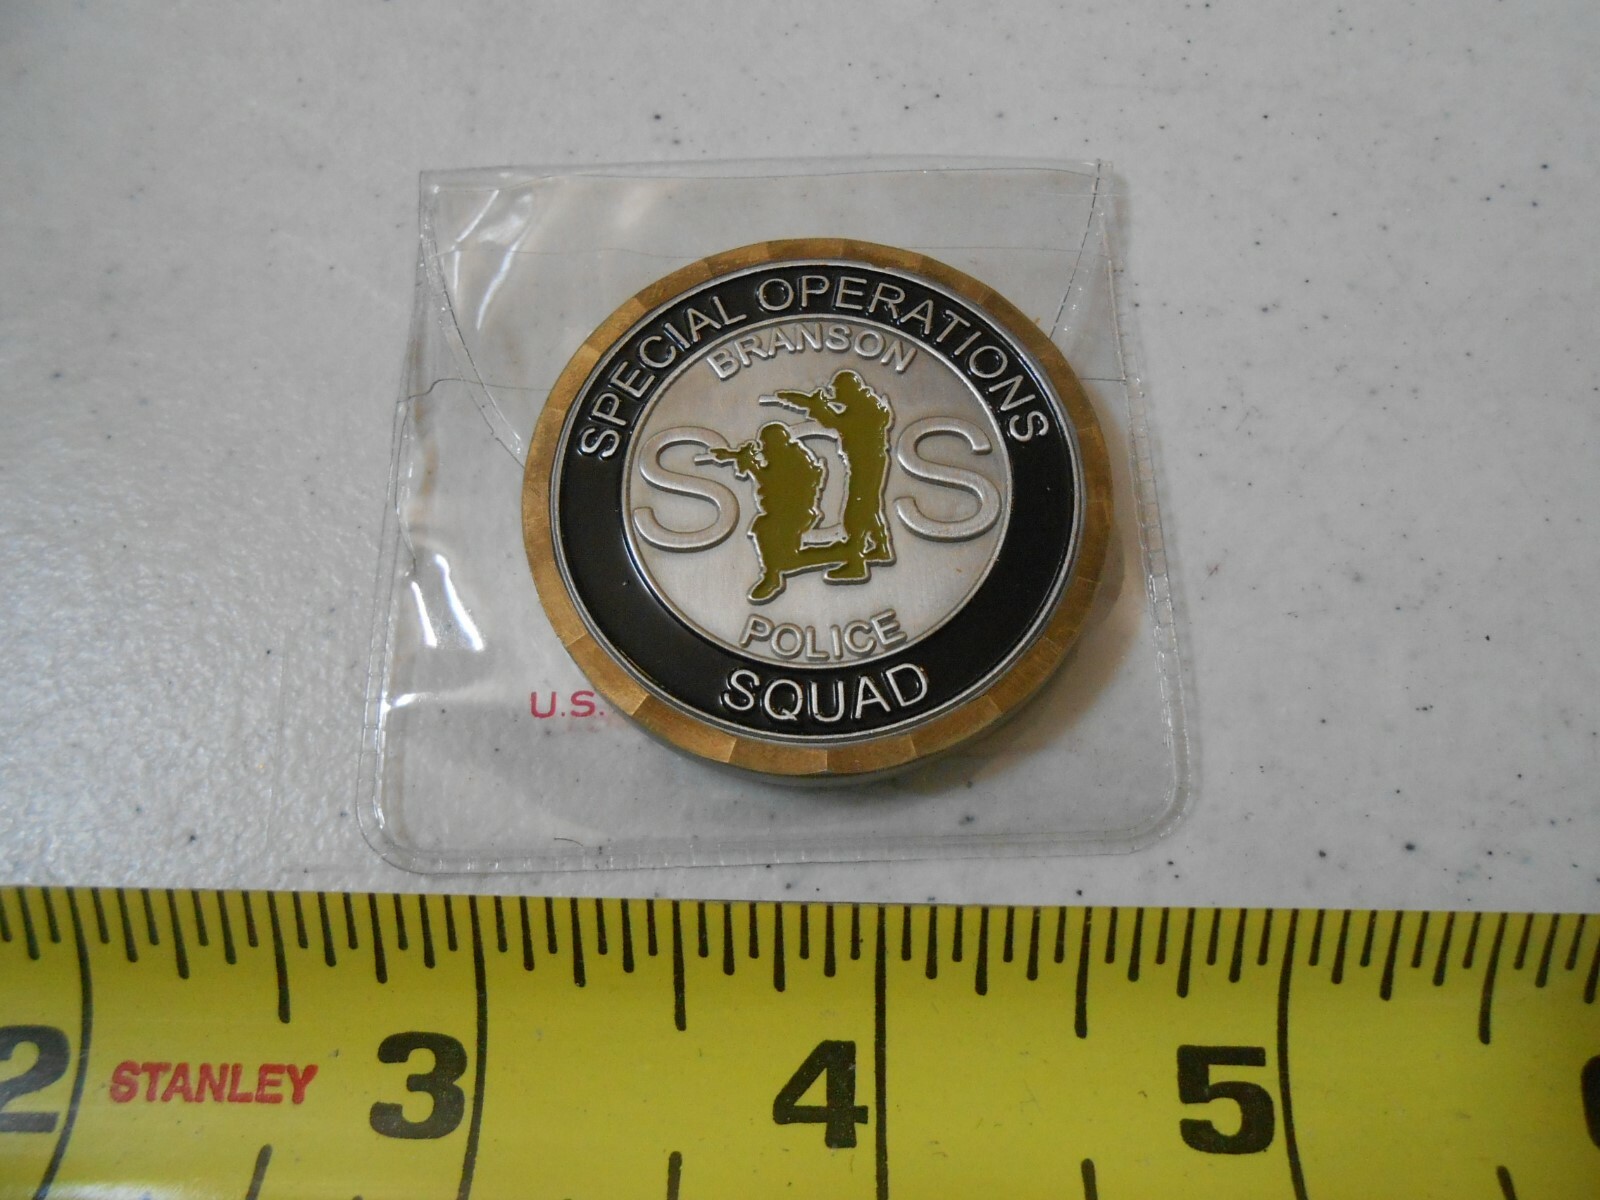 SPECIAL OPERATIONS
BRANSON
SOS
POLICE
SQUAD
U.S.
2 STANLEY 3 4 5